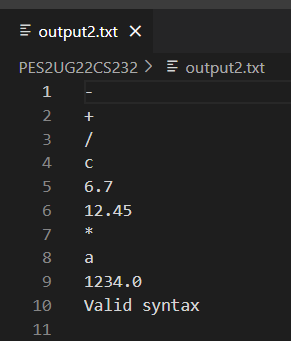 output2.txt
PES2UG22CS232 > output2.txt
1 -
2 +
3 /
4 c
5 6.7
6 12.45
7 *
8 a
9 1234.0
10 Valid syntax
11